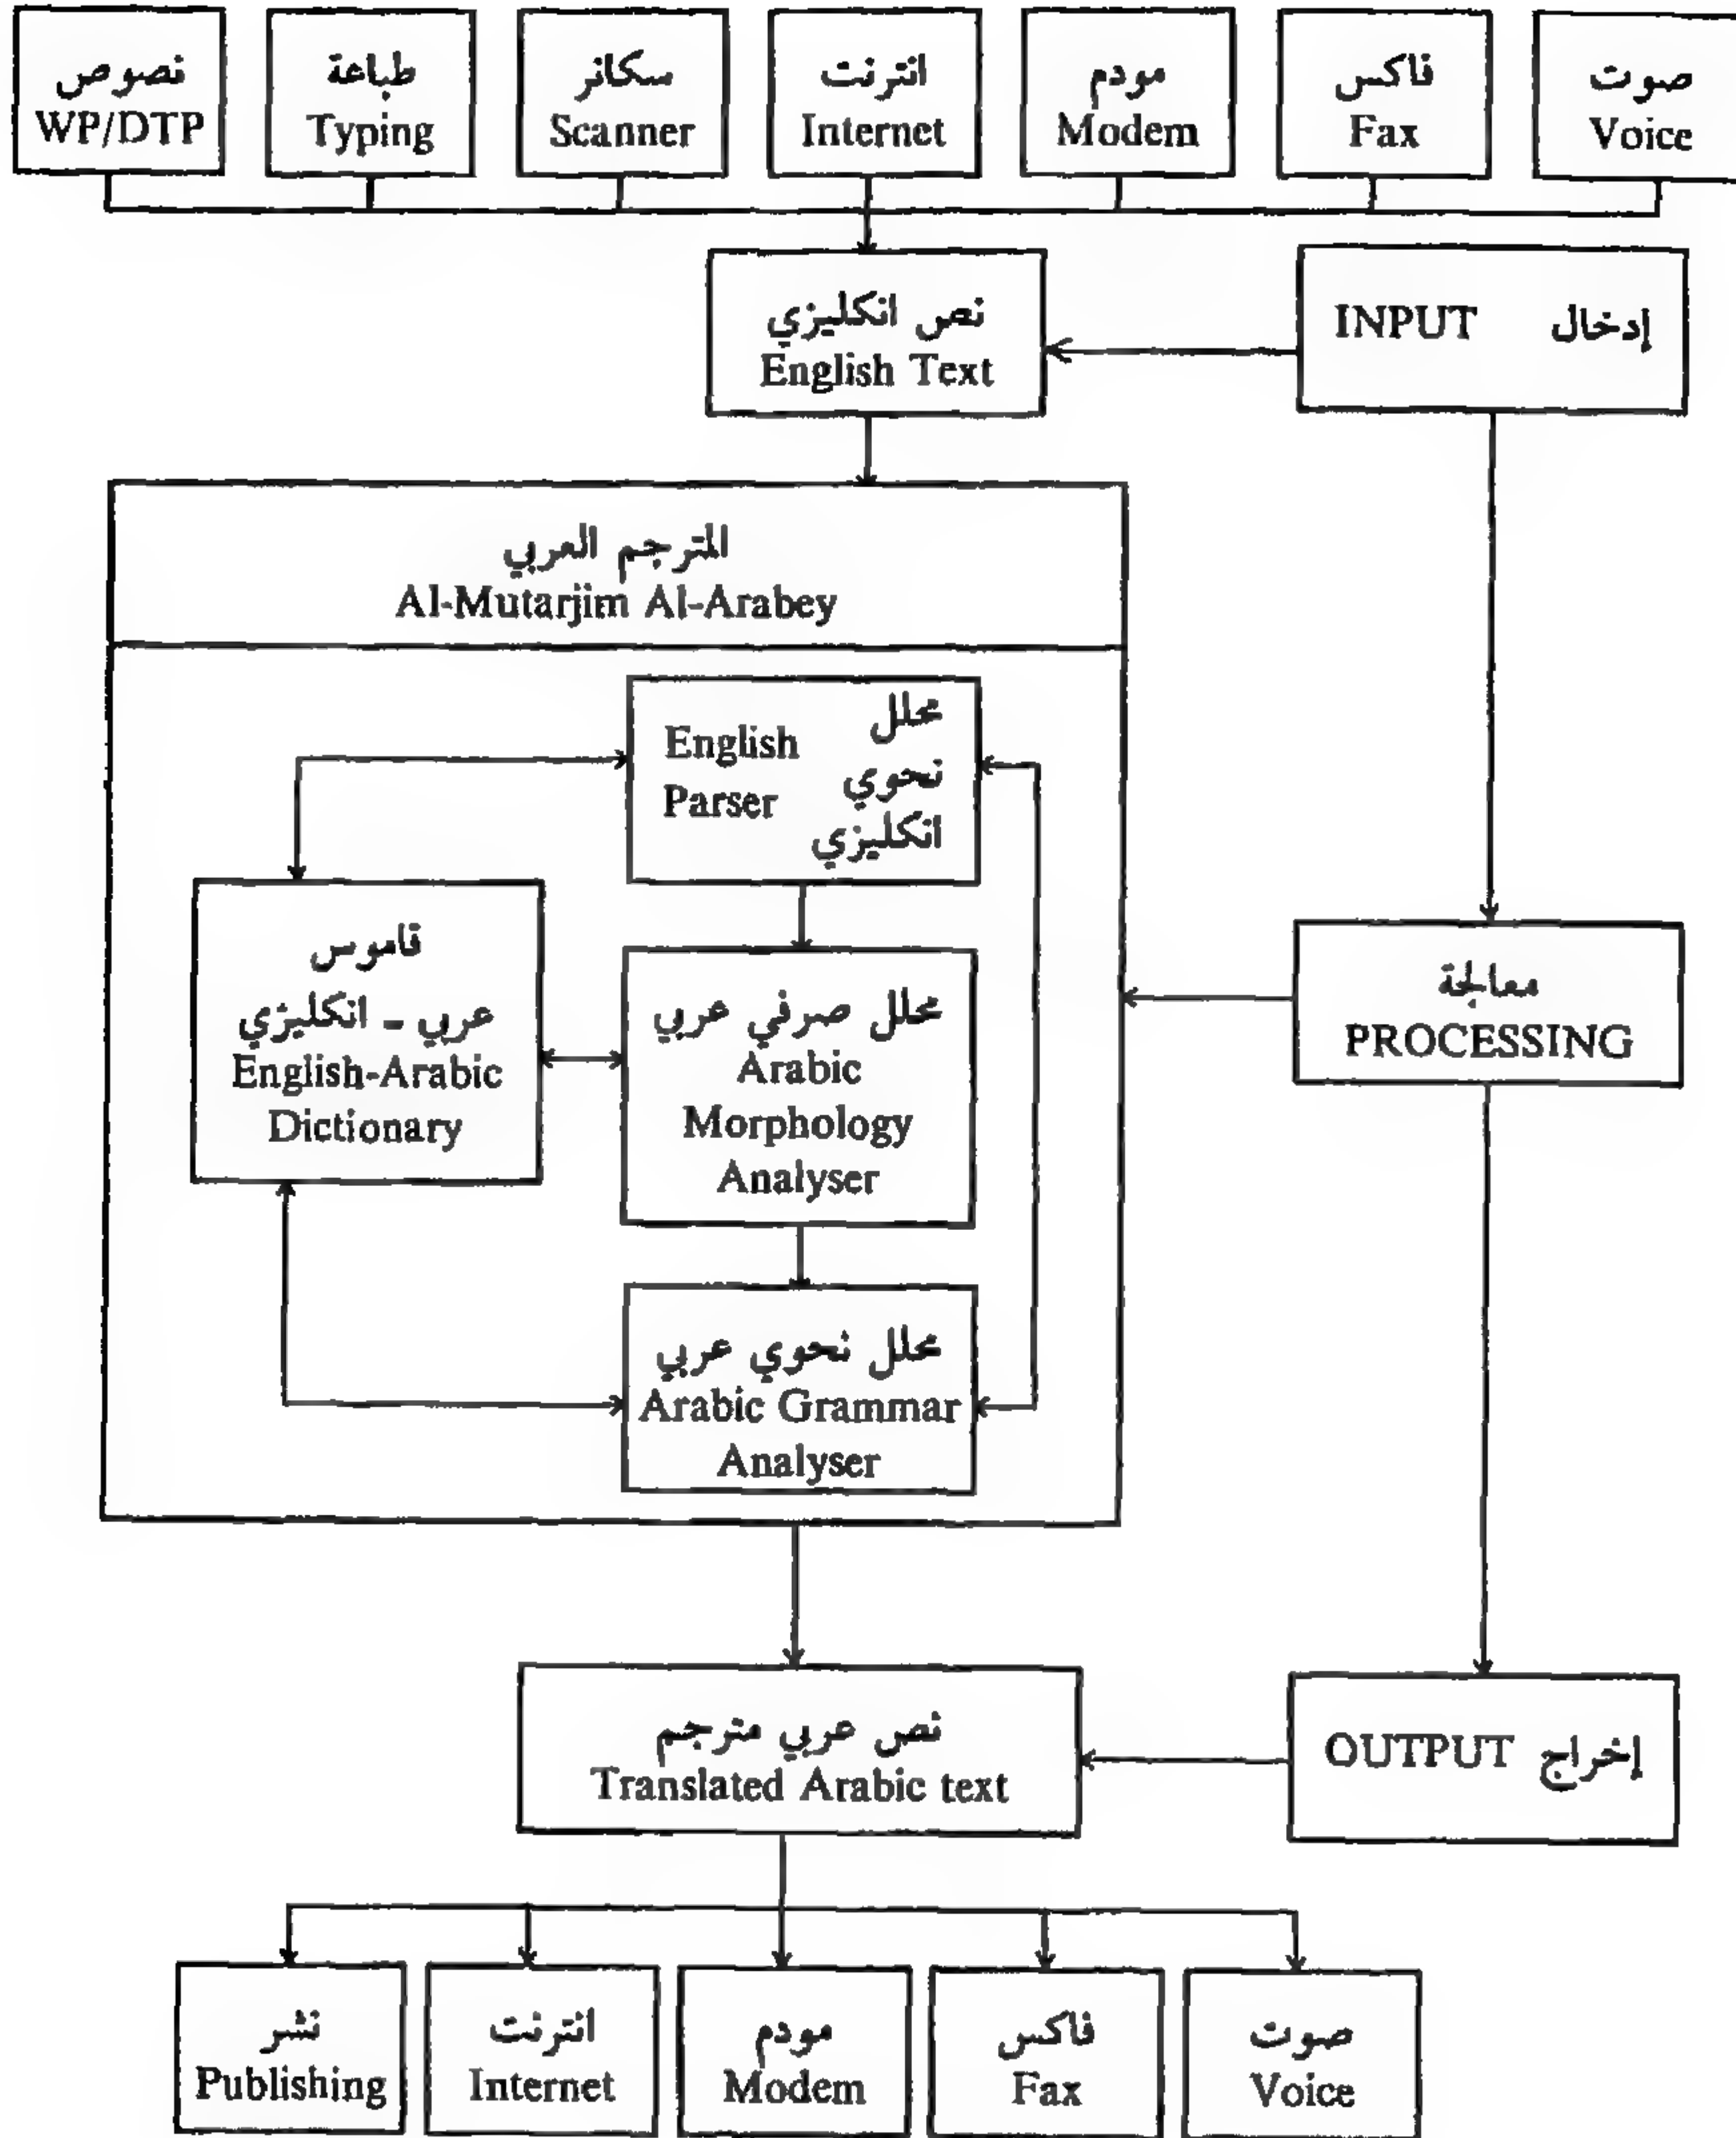 نصوص
WP/DTP
طباعة
Typing
سكانر
Scanner
انترنت
Internet
مودم
Modem
فاكس
Fax
صوت
Voice
نص انكليزي
English Text
INPUT إدخال
المترجم العربي
Al-Mutarjim Al-Arabey
محلل
نحوي
انكليزي
English
Parser
قاموس
عربي - انكليزي
English-Arabic
Dictionary
محلل صرفي عربي
Arabic
Morphology
Analyser
معالجة
PROCESSING
محلل نحوي عربي
Arabic Grammar
Analyser
نص عربي مترجم
Translated Arabic text
OUTPUT إخراج
نشر
Publishing
انترنت
Internet
مودم
Modem
فاكس
Fax
صوت
Voice